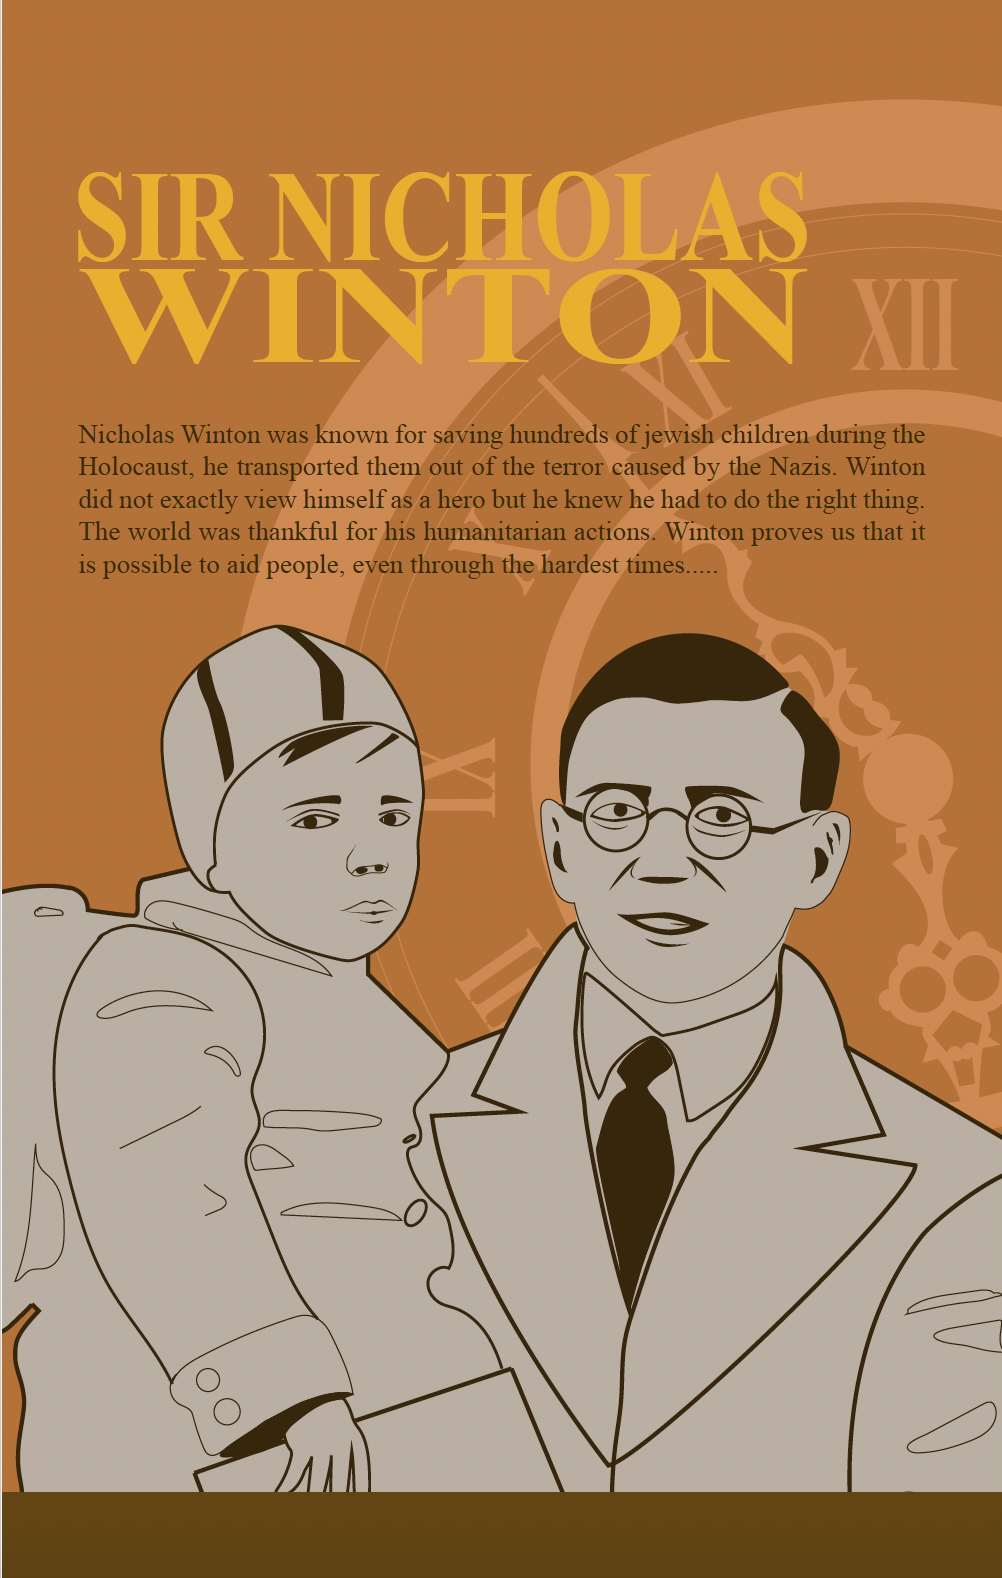 SIR NICHOLAS
WINTON
XII
XI
X
IX
Nicholas Winton was known for saving hundreds of jewish children during the
Holocaust, he transported them out of the terror caused by the Nazis. Winton
did not exactly view himself as a hero but he knew he had to do the right thing.
The world was thankful for his humanitarian actions. Winton proves us that it
is possible to aid people, even through the hardest times.....